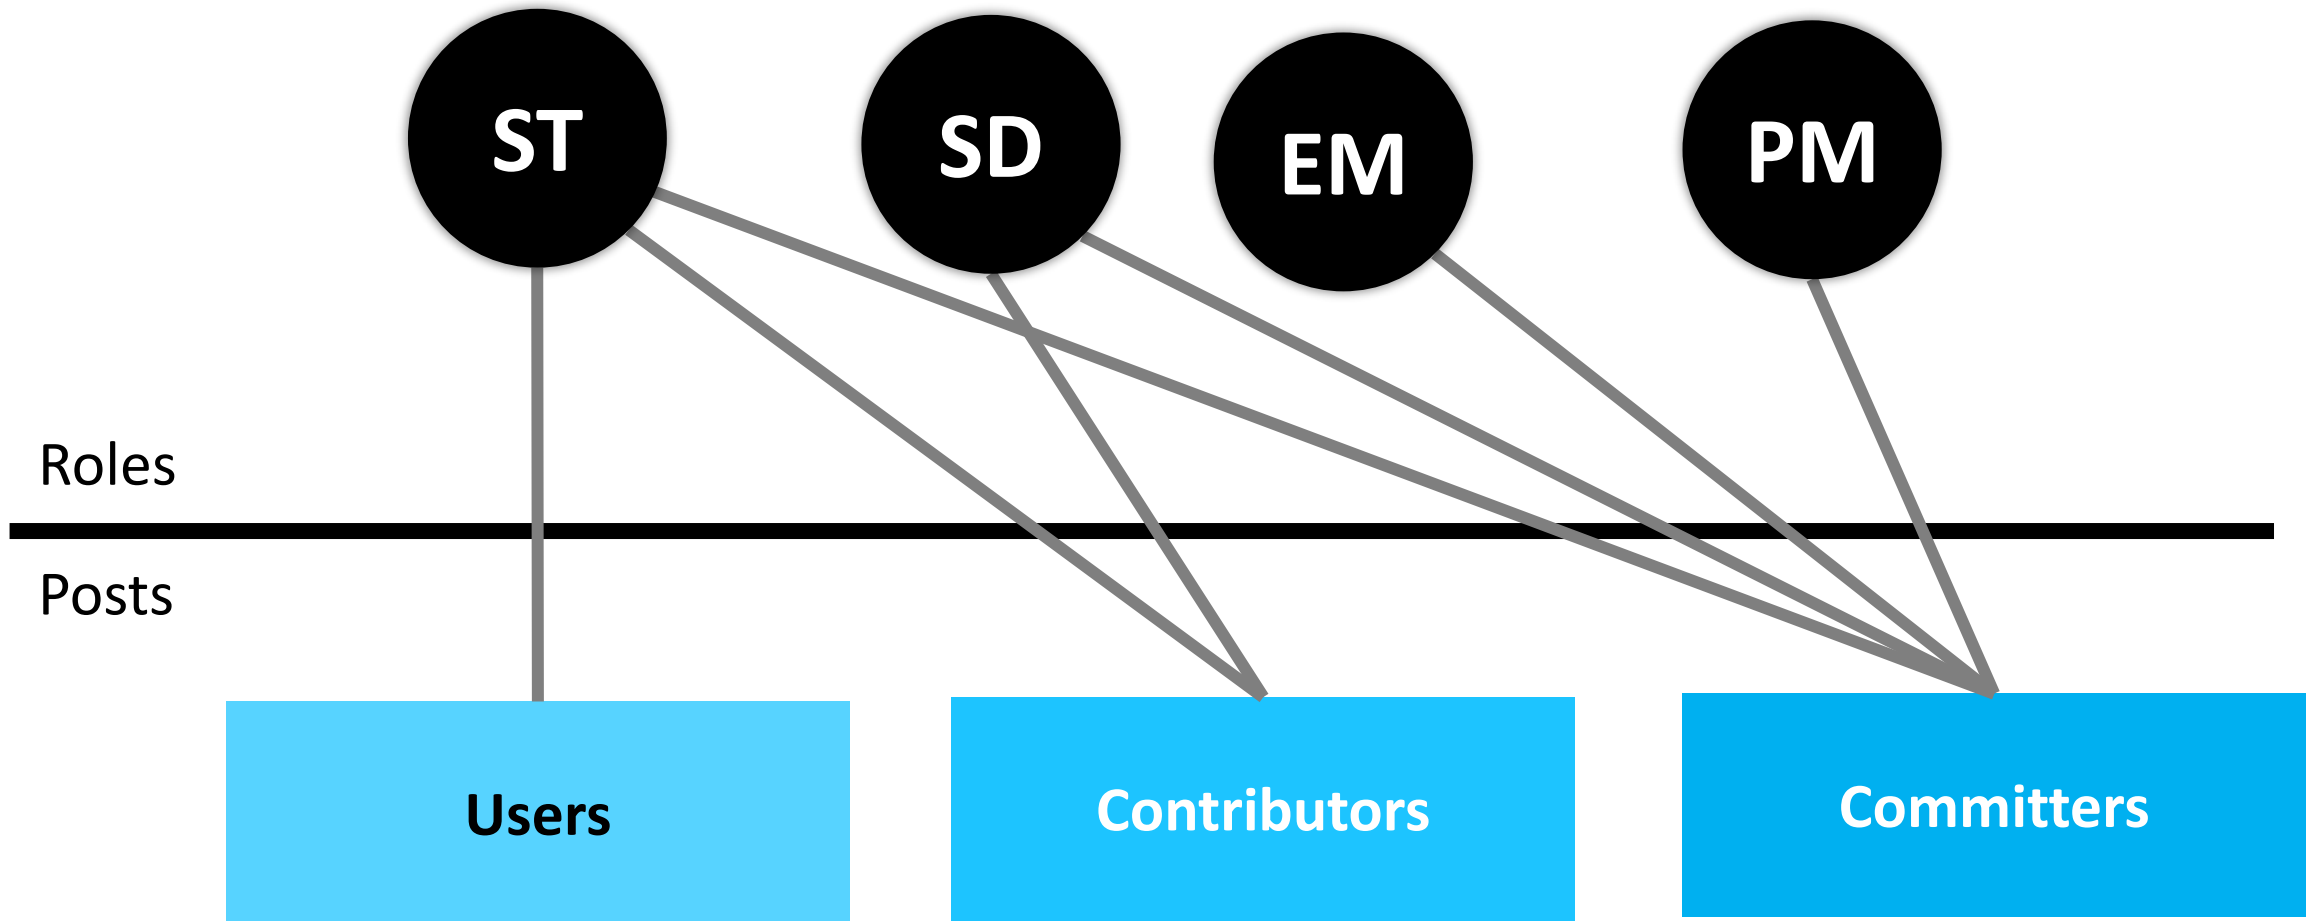 ST
SD
EM
PM
Roles
Posts
Users
Contributors
Committers